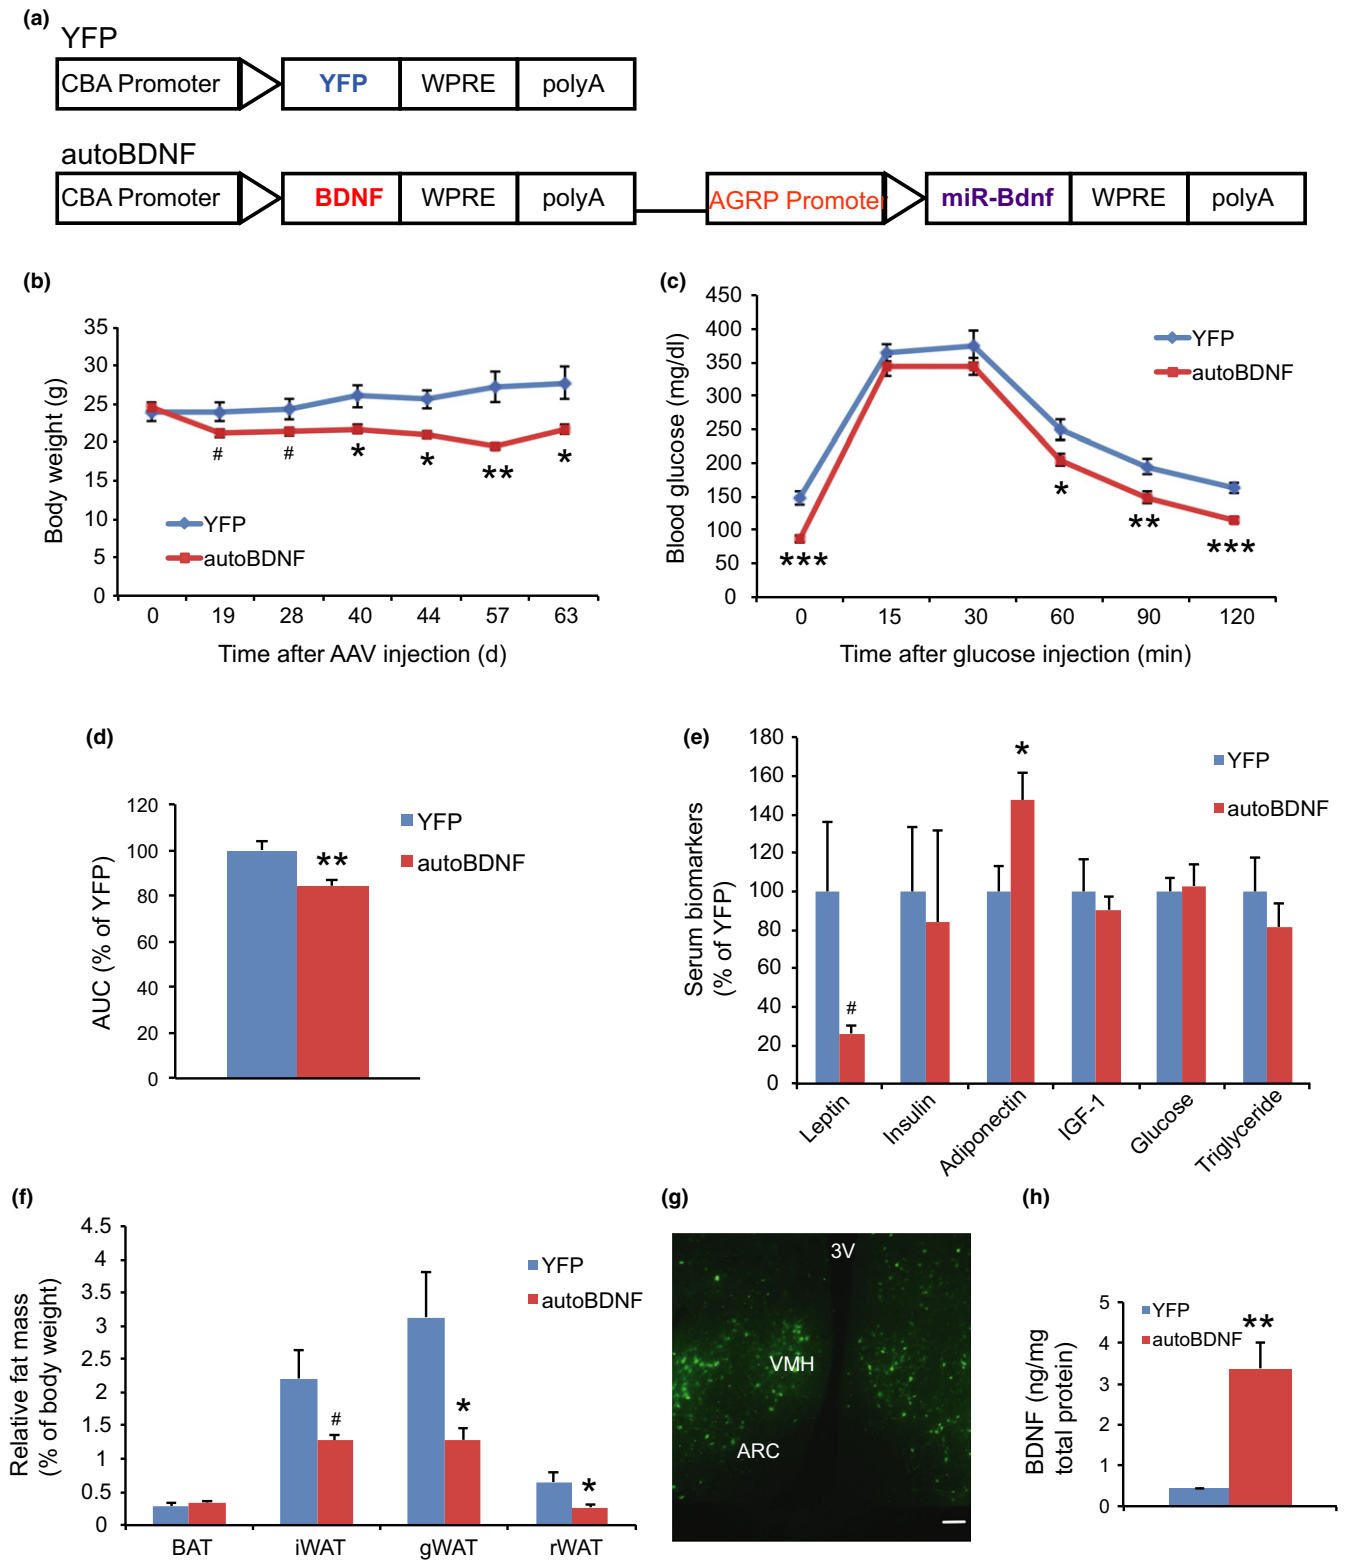 (a)
YFP
CBA Promoter YFP WPRE polyA
autoBDNF
CBA Promoter BDNF WPRE polyA AGRP Promoter miR-Bdnf WPRE polyA
(b)
Body weight (g)
35
30
25
20
15
10
5
0
# # * * ** *
YFP
autoBDNF
0 19 28 40 44 57 63
Time after AAV injection (d)
(c)
Blood glucose (mg/dl)
450
400
350
300
250
200
150
100
50
0
YFP
autoBDNF
*** * ** ***
0 15 30 60 90 120
Time after glucose injection (min)
(d)
AUC (% of YFP)
120
100
80
60
40
20
0
**
YFP
autoBDNF
(e)
Serum biomarkers
(% of YFP)
180
160
140
120
100
80
60
40
20
0
# *
YFP
autoBDNF
Leptin Insulin Adiponectin IGF-1 Glucose Triglyceride
(f)
Relative fat mass
(% of body weight)
4.5
4
3.5
3
2.5
2
1.5
1
0.5
0
# * *
YFP
autoBDNF
BAT iWAT gWAT rWAT
(g)
3V
VMH
ARC
(h)
BDNF (ng/mg
total protein)
5
4
3
2
1
0
YFP
autoBDNF
**